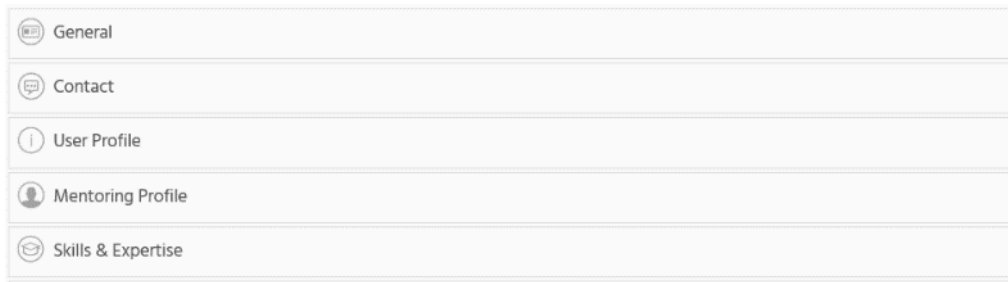 General
Contact
User Profile
Mentoring Profile
Skills & Expertise